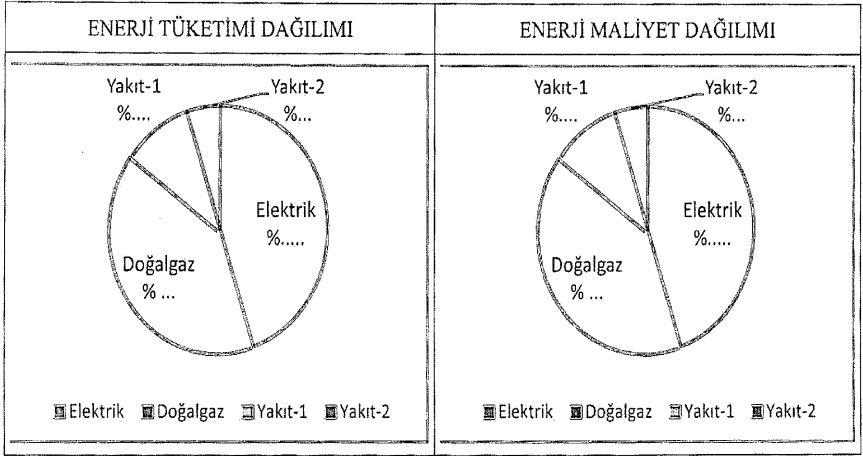 ENERJİ TÜKETİMİ DAĞILIMI
Yakıt-1
%....
Yakıt-2
%...
Elektrik
%.....
Doğalgaz
% ...
Elektrik Doğalgaz Yakıt-1 Yakıt-2
ENERJİ MALİYET DAĞILIMI
Yakıt-1
%....
Yakıt-2
%...
Elektrik
%.....
Doğalgaz
% ...
Elektrik Doğalgaz Yakıt-1 Yakıt-2